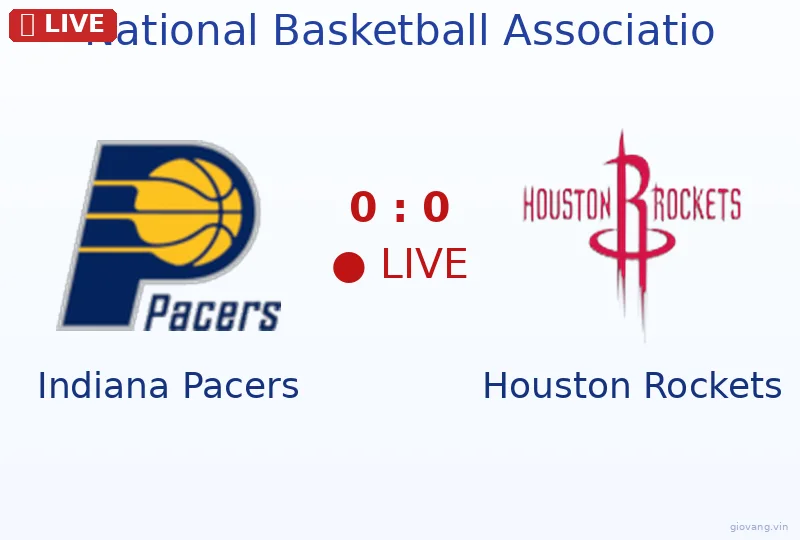 LIVE
National Basketball Associatio
0 : 0
● LIVE
Pacers
HOUSTON ROCKETS
Indiana Pacers
Houston Rockets
giovang.vin